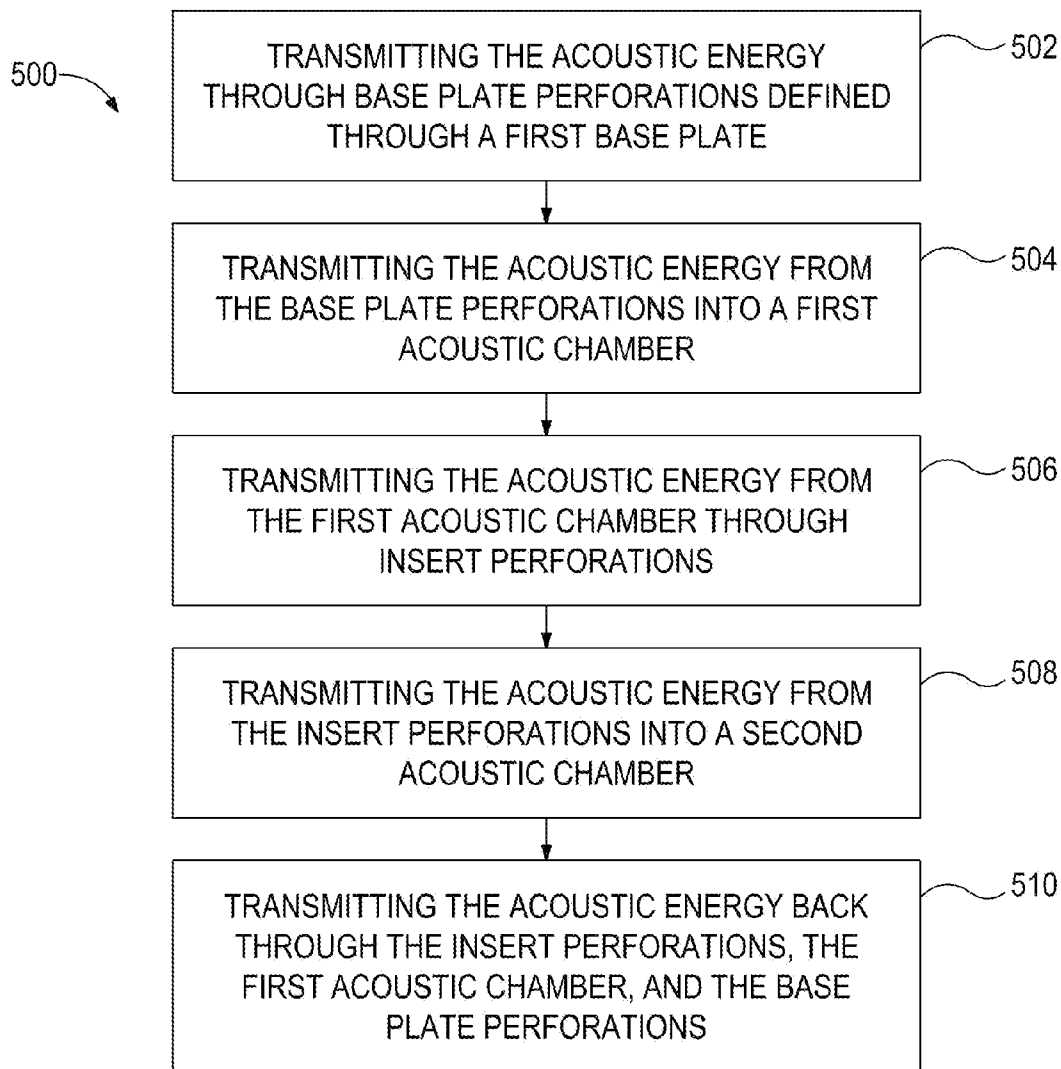 500
TRANSMITTING THE ACOUSTIC ENERGY
THROUGH BASE PLATE PERFORATIONS DEFINED
THROUGH A FIRST BASE PLATE
502
TRANSMITTING THE ACOUSTIC ENERGY FROM
THE BASE PLATE PERFORATIONS INTO A FIRST
ACOUSTIC CHAMBER
504
TRANSMITTING THE ACOUSTIC ENERGY FROM
THE FIRST ACOUSTIC CHAMBER THROUGH
INSERT PERFORATIONS
506
TRANSMITTING THE ACOUSTIC ENERGY FROM
THE INSERT PERFORATIONS INTO A SECOND
ACOUSTIC CHAMBER
508
TRANSMITTING THE ACOUSTIC ENERGY BACK
THROUGH THE INSERT PERFORATIONS, THE
FIRST ACOUSTIC CHAMBER, AND THE BASE
PLATE PERFORATIONS
510